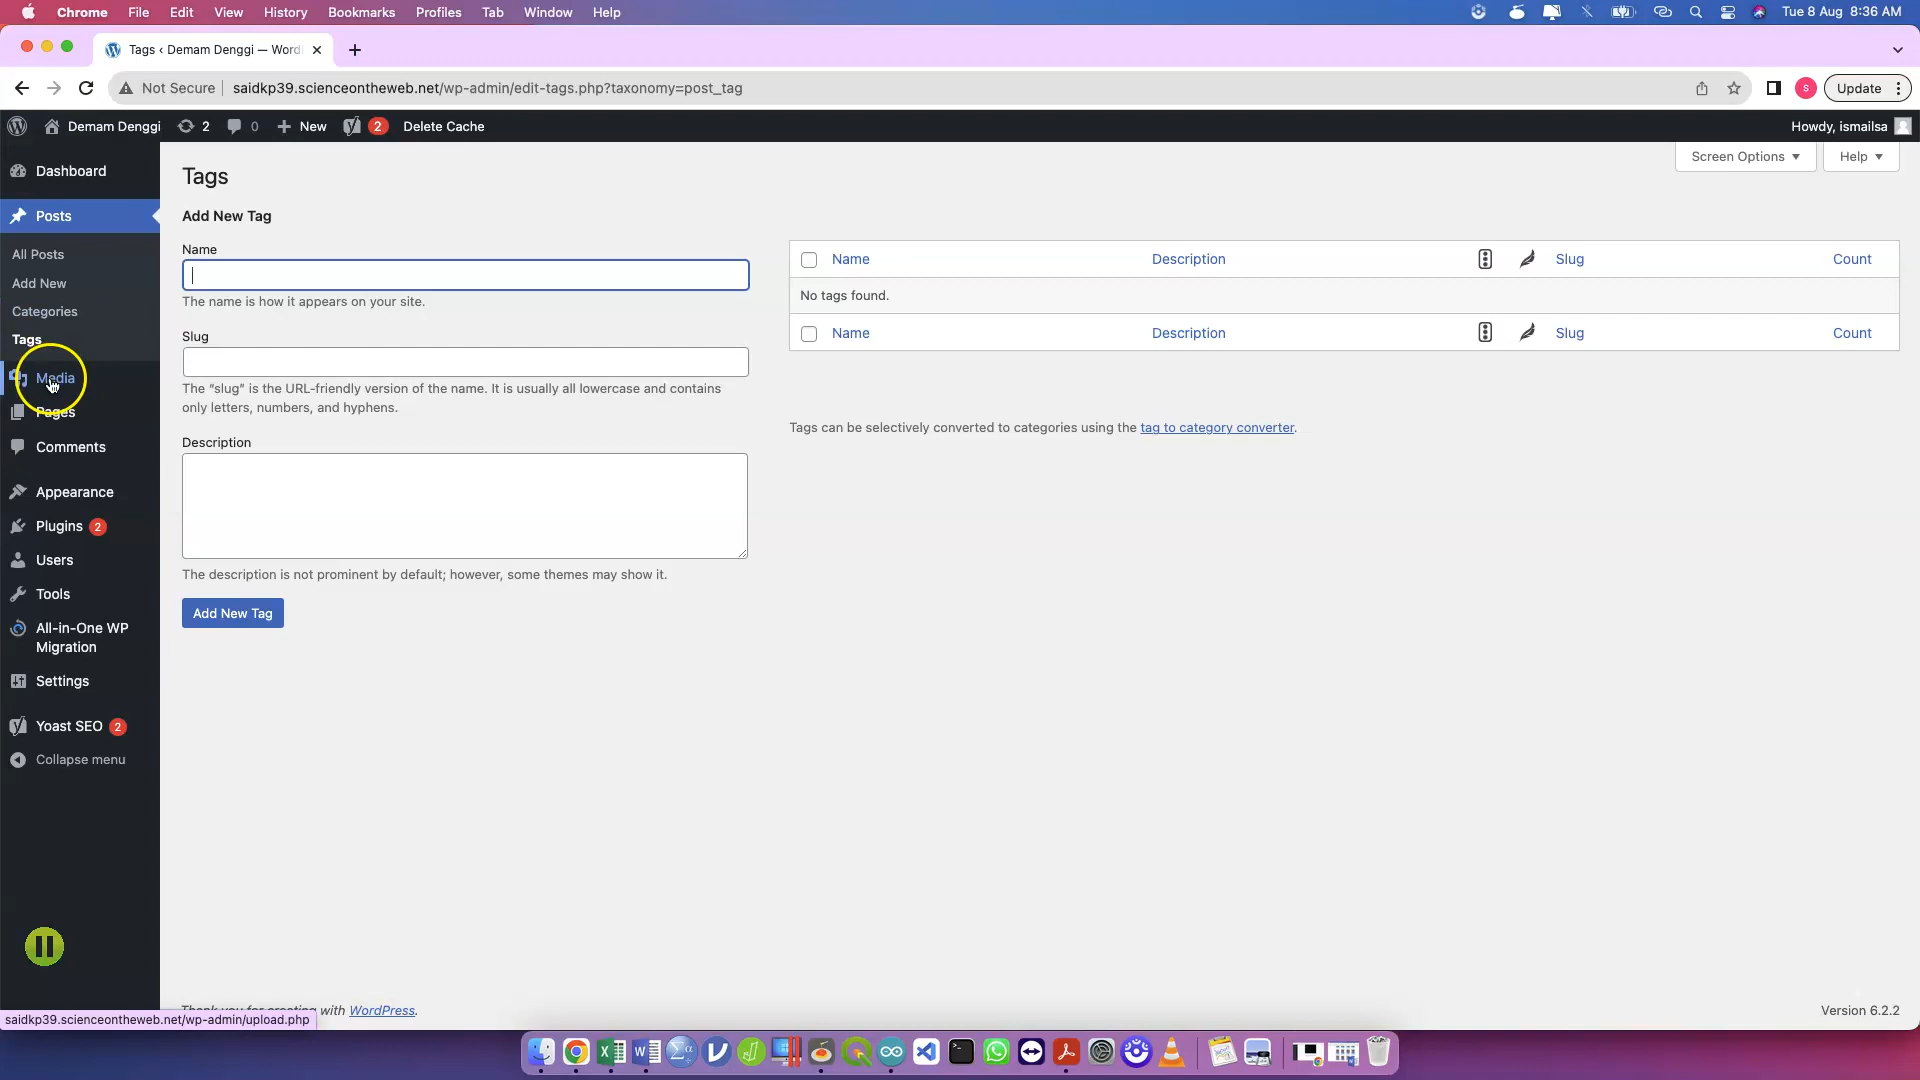 Chrome File Edit View History Bookmarks Profiles Tab Window Help Tue 8 Aug 8:36 AM
Tags ‹ Demam Denggi — Word
Not Secure saidkp39.scienceontheweb.net/wp-admin/edit-tags.php?taxonomy=post_tag S Update
Demam Denggi 2 0 New 2 Delete Cache Howdy, ismailsa
Screen Options Help
Dashboard
Posts
All Posts
Add New
Categories
Tags
Media
Pages
Comments
Appearance
Plugins 2
Users
Tools
All-in-One WP
Migration
Settings
Yoast SEO 2
Collapse menu
Tags
Add New Tag
Name
The name is how it appears on your site.
Slug
The “slug” is the URL-friendly version of the name. It is usually all lowercase and contains
only letters, numbers, and hyphens.
Description
The description is not prominent by default; however, some themes may show it.
Add New Tag
Name Description Slug Count
No tags found.
Name Description Slug Count
Tags can be selectively converted to categories using the tag to category converter.
Thank you for creating with WordPress.
Version 6.2.2
saidkp39.scienceontheweb.net/wp-admin/upload.php